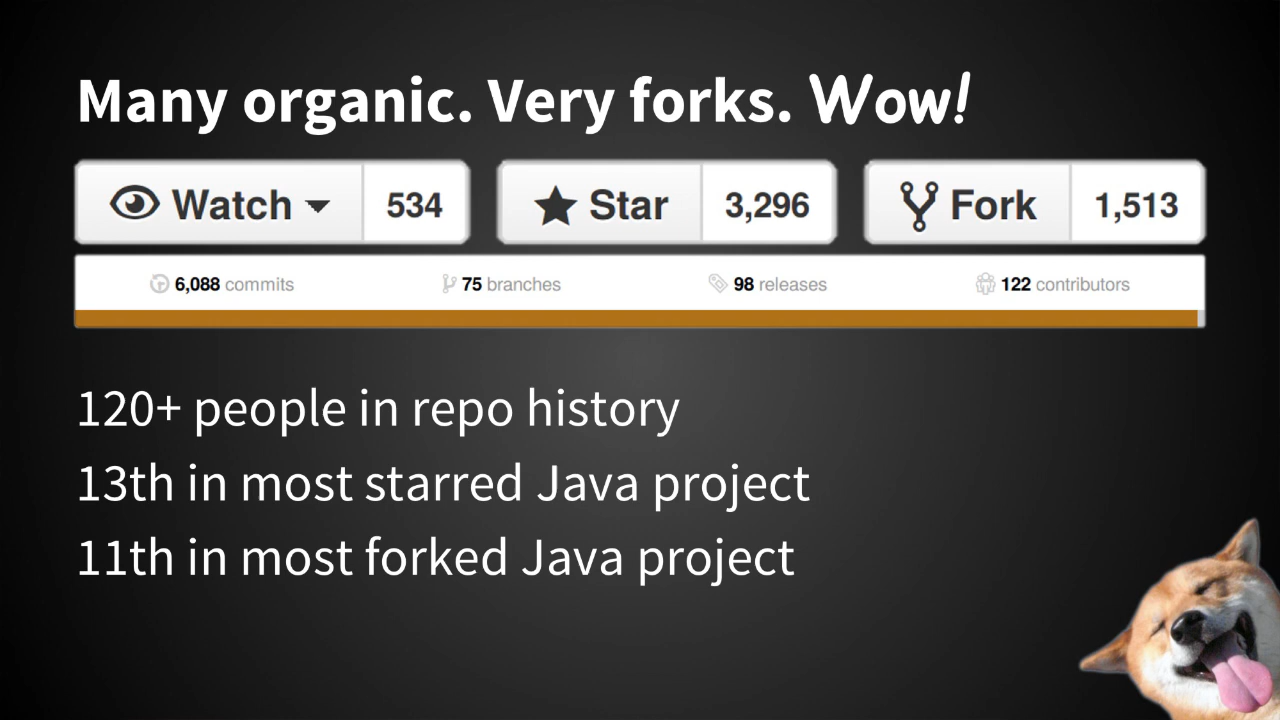 Many organic. Very forks. Wow!
Watch 534 Star 3,296 Fork 1,513
6,088 commits 75 branches 98 releases 122 contributors
120+ people in repo history
13th in most starred Java project
11th in most forked Java project